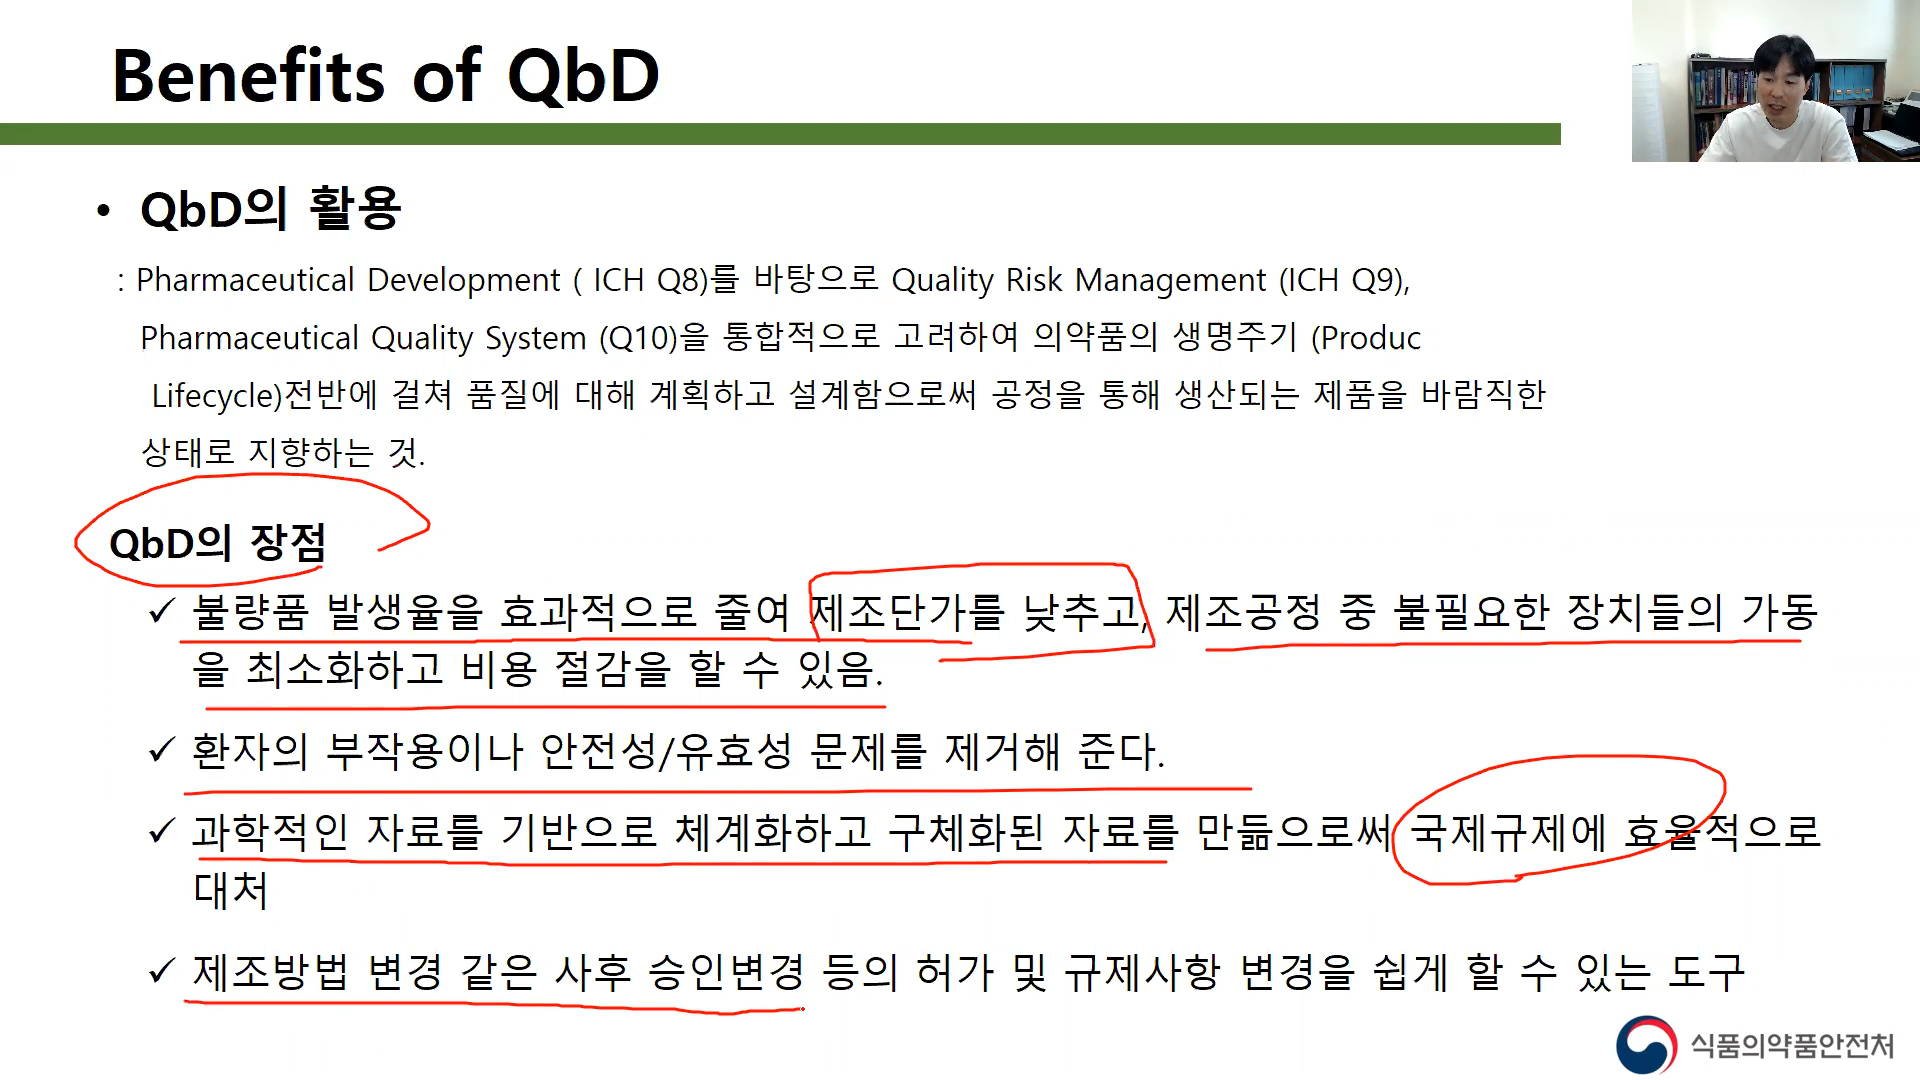 Benefits of QbD
• QbD의 활용
: Pharmaceutical Development ( ICH Q8)를 바탕으로 Quality Risk Management (ICH Q9),
Pharmaceutical Quality System (Q10)을 통합적으로 고려하여 의약품의 생명주기 (Produc
Lifecycle)전반에 걸쳐 품질에 대해 계획하고 설계함으로써 공정을 통해 생산되는 제품을 바람직한
상태로 지향하는 것.
QbD의 장점
✓ 불량품 발생율을 효과적으로 줄여 제조단가를 낮추고, 제조공정 중 불필요한 장치들의 가동
을 최소화하고 비용 절감을 할 수 있음.
✓ 환자의 부작용이나 안전성/유효성 문제를 제거해 준다.
✓ 과학적인 자료를 기반으로 체계화하고 구체화된 자료를 만듦으로써 국제규제에 효율적으로
대처
✓ 제조방법 변경 같은 사후 승인변경 등의 허가 및 규제사항 변경을 쉽게 할 수 있는 도구
식품의약품안전처